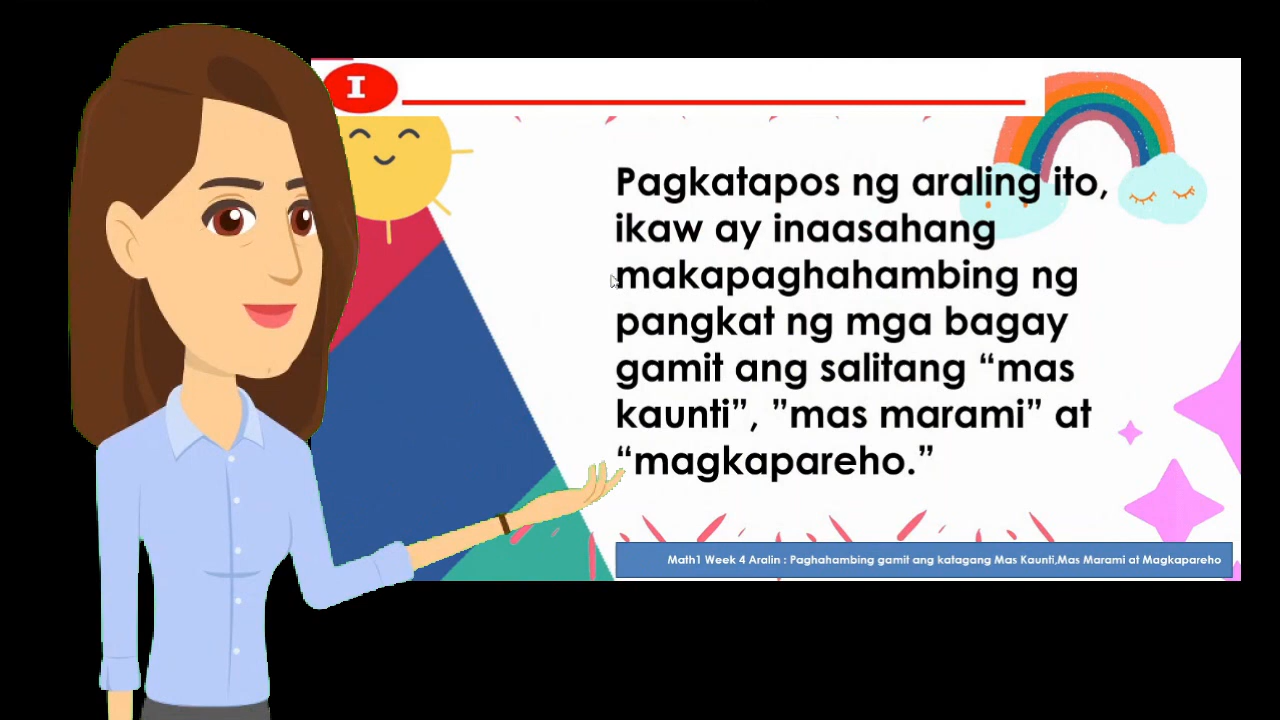 I
Pagkatapos ng araling ito,
ikaw ay inaasahang
makapaghahambing ng
pangkat ng mga bagay
gamit ang salitang “mas
kaunti”, ”mas marami” at
“magkapareho.”
Math1 Week 4 Aralin : Paghahambing gamit ang katagang Mas Kaunti,Mas Marami at Magkapareho